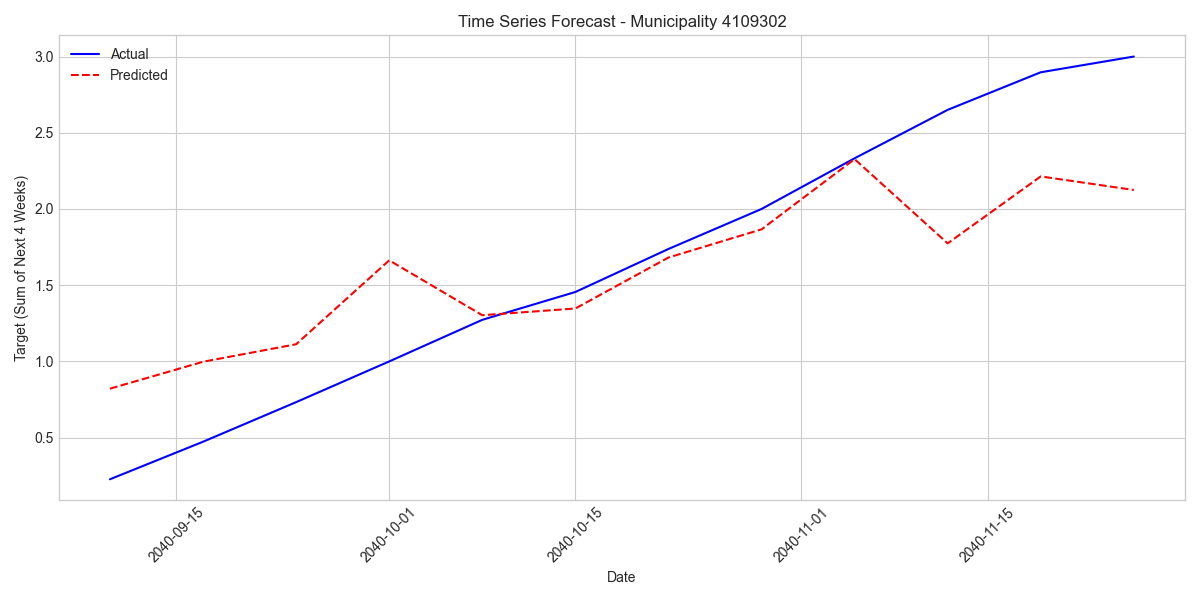 Time Series Forecast - Municipality 4109302
Actual
Predicted
Target (Sum of Next 4 Weeks)
3.0
2.5
2.0
1.5
1.0
0.5
2040-09-15
2040-10-01
2040-10-15
2040-11-01
2040-11-15
Date